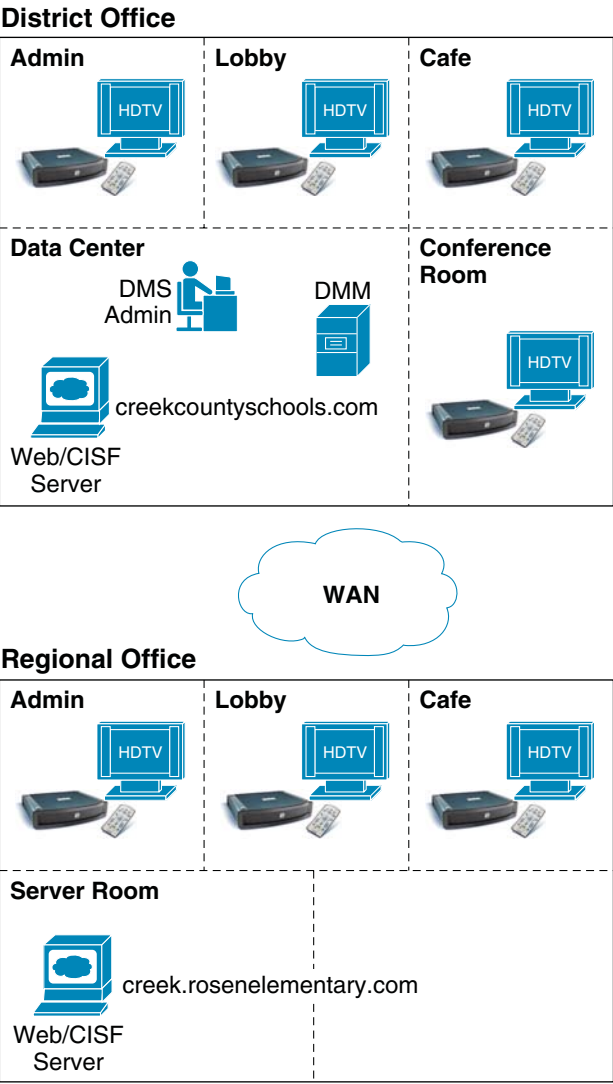 District Office
Admin
Lobby
Cafe
HDTV
HDTV
HDTV
Data Center
Conference
Room
DMS
Admin
DMM
HDTV
creekcountyschools.com
Web/CISF
Server
WAN
Regional Office
Admin
Lobby
Cafe
HDTV
HDTV
HDTV
Server Room
creek.rosenelementary.com
Web/CISF
Server